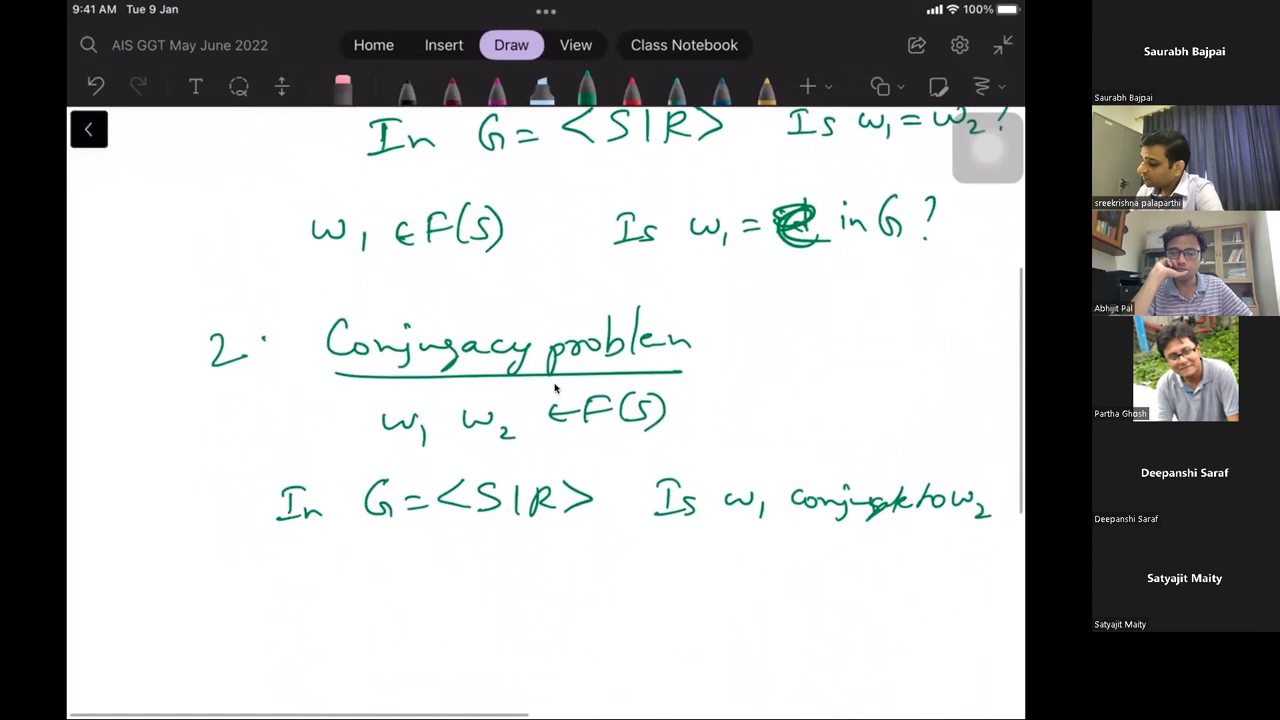 9:41 AM Tue 9 Jan
100%
AIS GGT May June 2022
Home Insert Draw View Class Notebook
In G = <S|R> Is w₁ = w₂?
w₁ ∈ F(S) Is w₁ = e in G?
2. Conjugacy problem
w₁ w₂ ∈ F(S)
In G = <S|R> Is w₁ conjugate to w₂
Saurabh Bajpai
Saurabh Bajpai
sreekrishna palaparthi
Abhijit Pal
Partha Ghosh
Deepanshi Saraf
Deepanshi Saraf
Satyajit Maity
Satyajit Maity